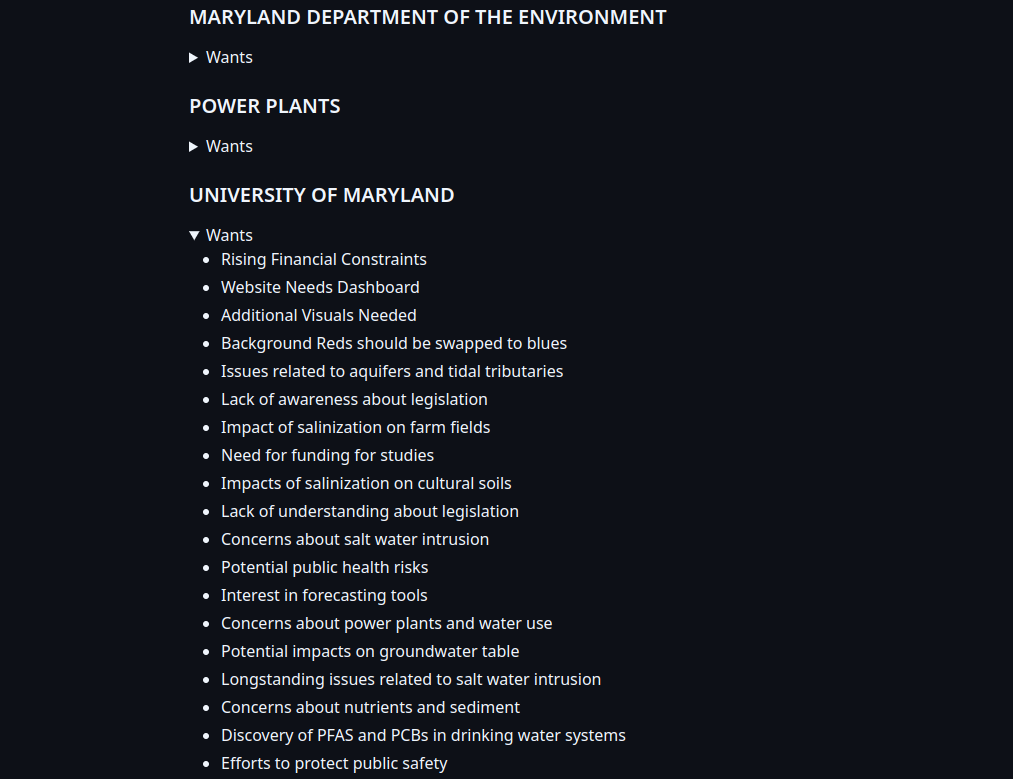 MARYLAND DEPARTMENT OF THE ENVIRONMENT
Wants
POWER PLANTS
Wants
UNIVERSITY OF MARYLAND
Wants
Rising Financial Constraints
Website Needs Dashboard
Additional Visuals Needed
Background Reds should be swapped to blues
Issues related to aquifers and tidal tributaries
Lack of awareness about legislation
Impact of salinization on farm fields
Need for funding for studies
Impacts of salinization on cultural soils
Lack of understanding about legislation
Concerns about salt water intrusion
Potential public health risks
Interest in forecasting tools
Concerns about power plants and water use
Potential impacts on groundwater table
Longstanding issues related to salt water intrusion
Concerns about nutrients and sediment
Discovery of PFAS and PCBs in drinking water systems
Efforts to protect public safety